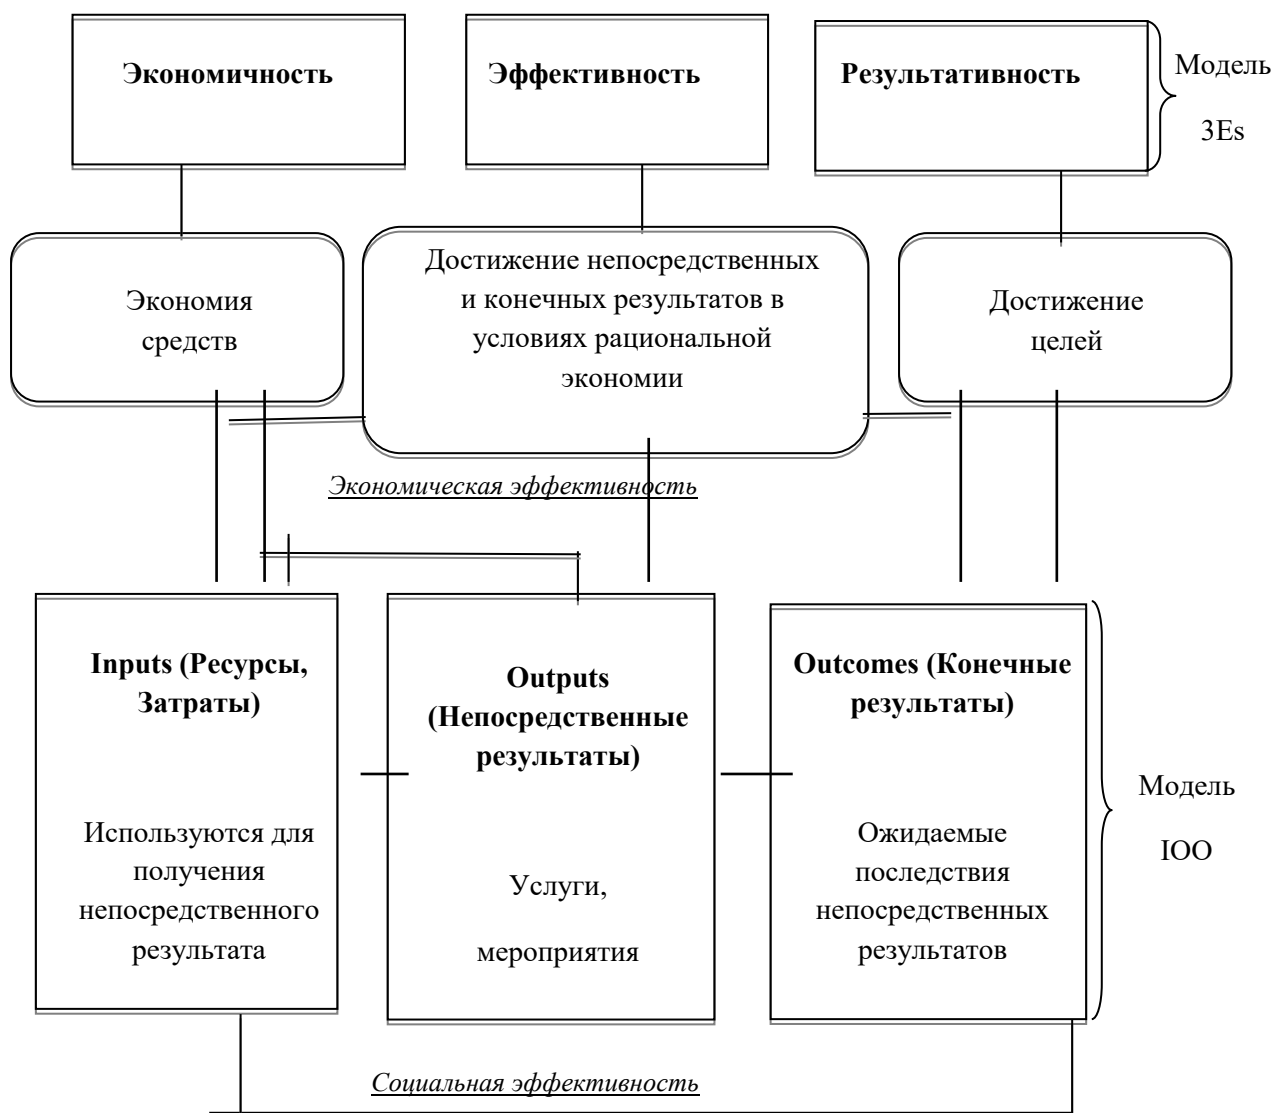 Экономичность
Эффективность
Результативность
Модель
3Es
Экономия
средств
Достижение непосредственных
и конечных результатов в
условиях рациональной
экономии
Достижение
целей
Экономическая эффективность
Inputs (Ресурсы,
Затраты)
Используются для
получения
непосредственного
результата
Outputs
(Непосредственные
результаты)
Услуги,
мероприятия
Outcomes (Конечные
результаты)
Ожидаемые
последствия
непосредственных
результатов
Модель
IOO
Социальная эффективность